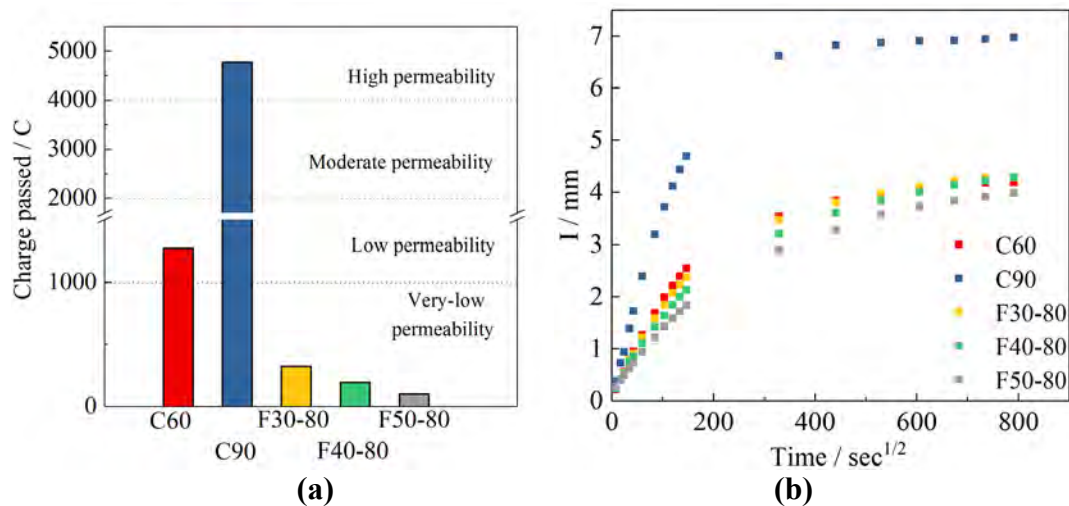 5000
4000
3000
2000
1000
0
Charge passed / C
High permeability
Moderate permeability
Low permeability
Very-low
permeability
C60
F30-80
F50-80
C90
F40-80
(a)
7
6
5
4
3
2
1
0
I / mm
0
200
400
600
800
Time / sec^1/2
C60
C90
F30-80
F40-80
F50-80
(b)